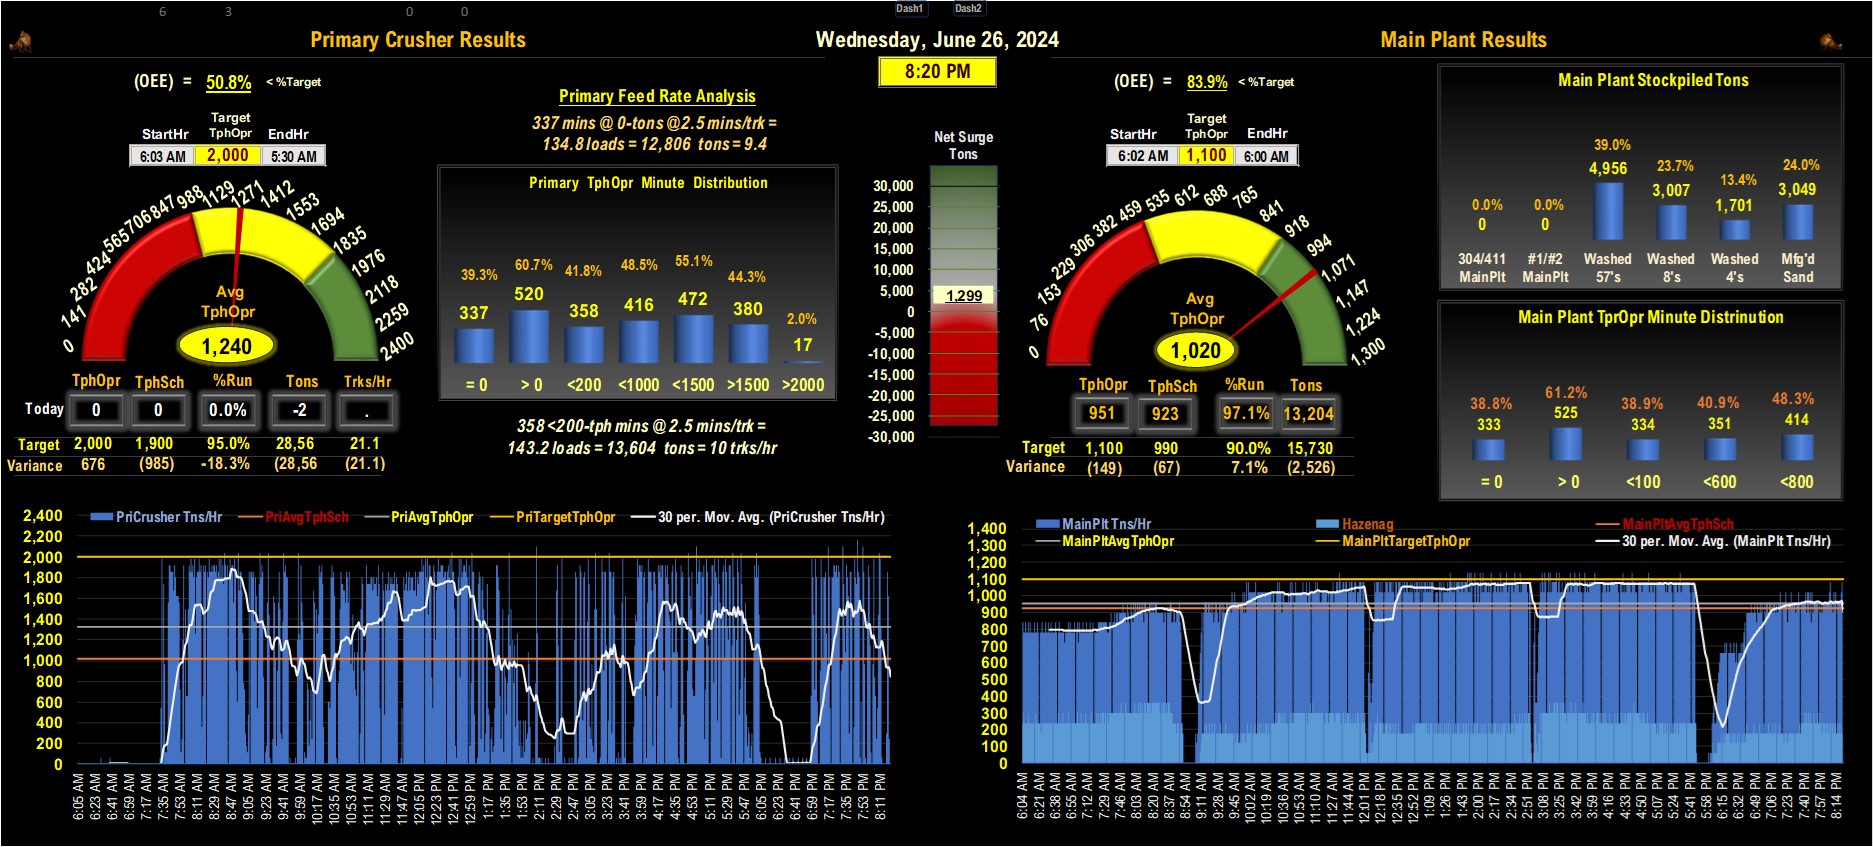 6 3 0 0 Dash1 Dash2
Primary Crusher Results
Wednesday, June 26, 2024
Main Plant Results
8:20 PM
(OEE) = 50.8% < %Target
Target
StartHr TphOpr EndHr
6:03 AM 2,000 5:30 AM
0 141 282 424 565 706 847 988 1129 1271 1412 1553 1694 1835 1976 2118 2259 2400
Avg
TphOpr
1,240
TphOpr TphSch %Run Tons Trks/Hr
Today 0 0 0.0% -2 .
Target 2,000 1,900 95.0% 28,56 21.1
Variance 676 (985) -18.3% (28,56 (21.1)
Primary Feed Rate Analysis
337 mins @ 0-tons @2.5 mins/trk =
134.8 loads = 12,806 tons = 9.4
Primary TphOpr Minute Distribution
39.3% 60.7% 41.8% 48.5% 55.1% 44.3% 2.0%
337 520 358 416 472 380 17
= 0 > 0 <200 <1000 <1500 >1500 >2000
358 <200-tph mins @ 2.5 mins/trk =
143.2 loads = 13,604 tons = 10 trks/hr
Net Surge
Tons
30,000
25,000
20,000
15,000
10,000
5,000
1,299
0
-5,000
-10,000
-15,000
-20,000
-25,000
-30,000
(OEE) = 83.9% < %Target
Target
StartHr TphOpr EndHr
6:02 AM 1,100 6:00 AM
0 76 153 229 306 382 459 535 612 688 765 841 918 994 1,071 1,147 1,224 1,300
Avg
TphOpr
1,020
TphOpr TphSch %Run Tons
951 923 97.1% 13,204
Target 1,100 990 90.0% 15,730
Variance (149) (67) 7.1% (2,526)
Main Plant Stockpiled Tons
0.0% 0.0% 39.0% 23.7% 13.4% 24.0%
0 0 4,956 3,007 1,701 3,049
304/411 #1/#2 Washed Washed Washed Mfg'd
MainPlt MainPlt 57's 8's 4's Sand
Main Plant TprOpr Minute Distrinution
38.8% 61.2% 38.9% 40.9% 48.3%
333 525 334 351 414
= 0 > 0 <100 <600 <800
PriCrusher Tns/Hr PriAvgTphSch PriAvgTphOpr PriTargetTphOpr 30 per. Mov. Avg. (PriCrusher Tns/Hr)
2,400
2,200
2,000
1,800
1,600
1,400
1,200
1,000
800
600
400
200
0
6:05 AM 6:23 AM 6:41 AM 6:59 AM 7:17 AM 7:35 AM 7:53 AM 8:11 AM 8:29 AM 8:47 AM 9:05 AM 9:23 AM 9:41 AM 9:59 AM 10:17 AM 10:35 AM 10:53 AM 11:11 AM 11:29 AM 11:47 AM 12:05 PM 12:23 PM 12:41 PM 12:59 PM 1:17 PM 1:35 PM 1:53 PM 2:11 PM 2:29 PM 2:47 PM 3:05 PM 3:23 PM 3:41 PM 3:59 PM 4:17 PM 4:35 PM 4:53 PM 5:11 PM 5:29 PM 5:47 PM 6:05 PM 6:23 PM 6:41 PM 6:59 PM 7:17 PM 7:35 PM 7:53 PM 8:11 PM
MainPlt Tns/Hr Hazenag MainPltAvgTphSch
MainPltAvgTphOpr MainPltTargetTphOpr 30 per. Mov. Avg. (MainPlt Tns/Hr)
1,400
1,300
1,200
1,100
1,000
900
800
700
600
500
400
300
200
100
0
6:04 AM 6:21 AM 6:38 AM 6:55 AM 7:12 AM 7:29 AM 7:46 AM 8:03 AM 8:20 AM 8:37 AM 8:54 AM 9:11 AM 9:28 AM 9:45 AM 10:02 AM 10:19 AM 10:36 AM 10:53 AM 11:10 AM 11:27 AM 11:44 AM 12:01 PM 12:18 PM 12:35 PM 12:52 PM 1:09 PM 1:26 PM 1:43 PM 2:00 PM 2:17 PM 2:34 PM 2:51 PM 3:08 PM 3:25 PM 3:42 PM 3:59 PM 4:16 PM 4:33 PM 4:50 PM 5:07 PM 5:24 PM 5:41 PM 5:58 PM 6:15 PM 6:32 PM 6:49 PM 7:06 PM 7:23 PM 7:40 PM 7:57 PM 8:14 PM